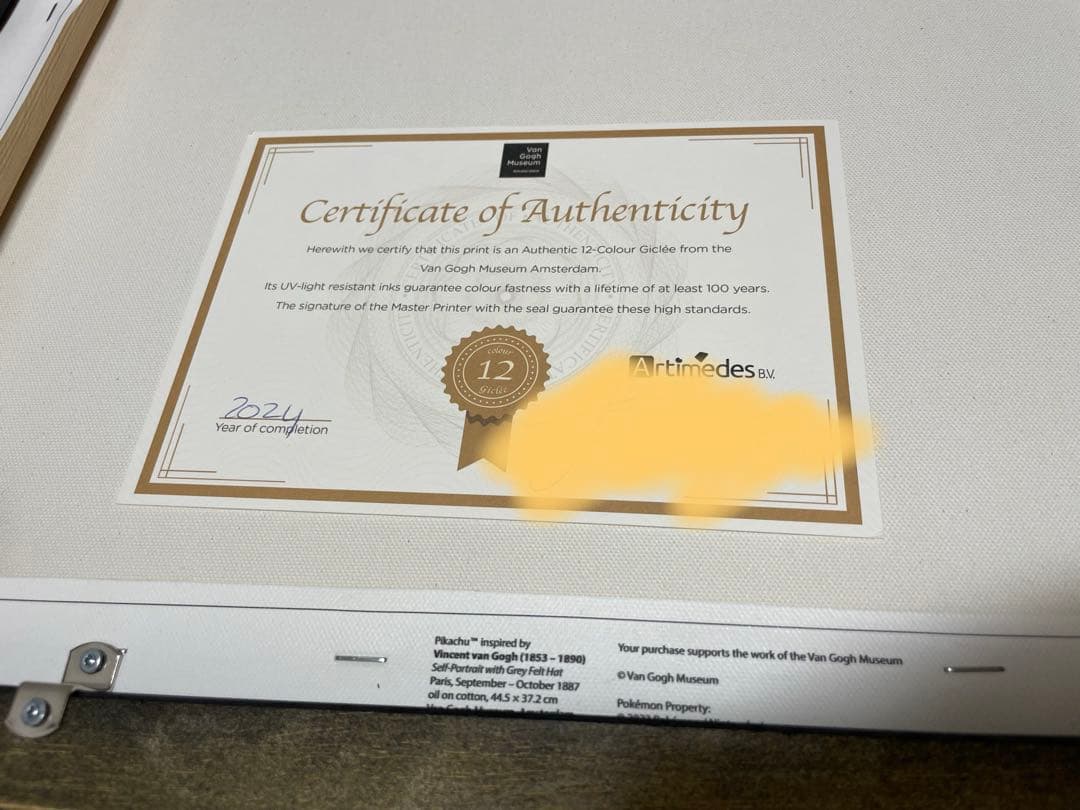 Van
Gogh
Museum
Certificate of Authenticity
Herewith we certify that this print is an Authentic 12-Colour Giclée from the
Van Gogh Museum Amsterdam.
Its UV-light resistant inks guarantee colour fastness with a lifetime of at least 100 years.
The signature of the Master Printer with the seal guarantee these high standards.
colour
12
Giclée
Artimedes B.V.
2024
Year of completion
Pikachu™ inspired by
Vincent van Gogh (1853 – 1890)
Self-Portrait with Grey Felt Hat
Paris, September – October 1887
oil on cotton, 44.5 x 37.2 cm
Van Gogh Museum, Amsterdam
Your purchase supports the work of the Van Gogh Museum
© Van Gogh Museum
Pokémon Property: